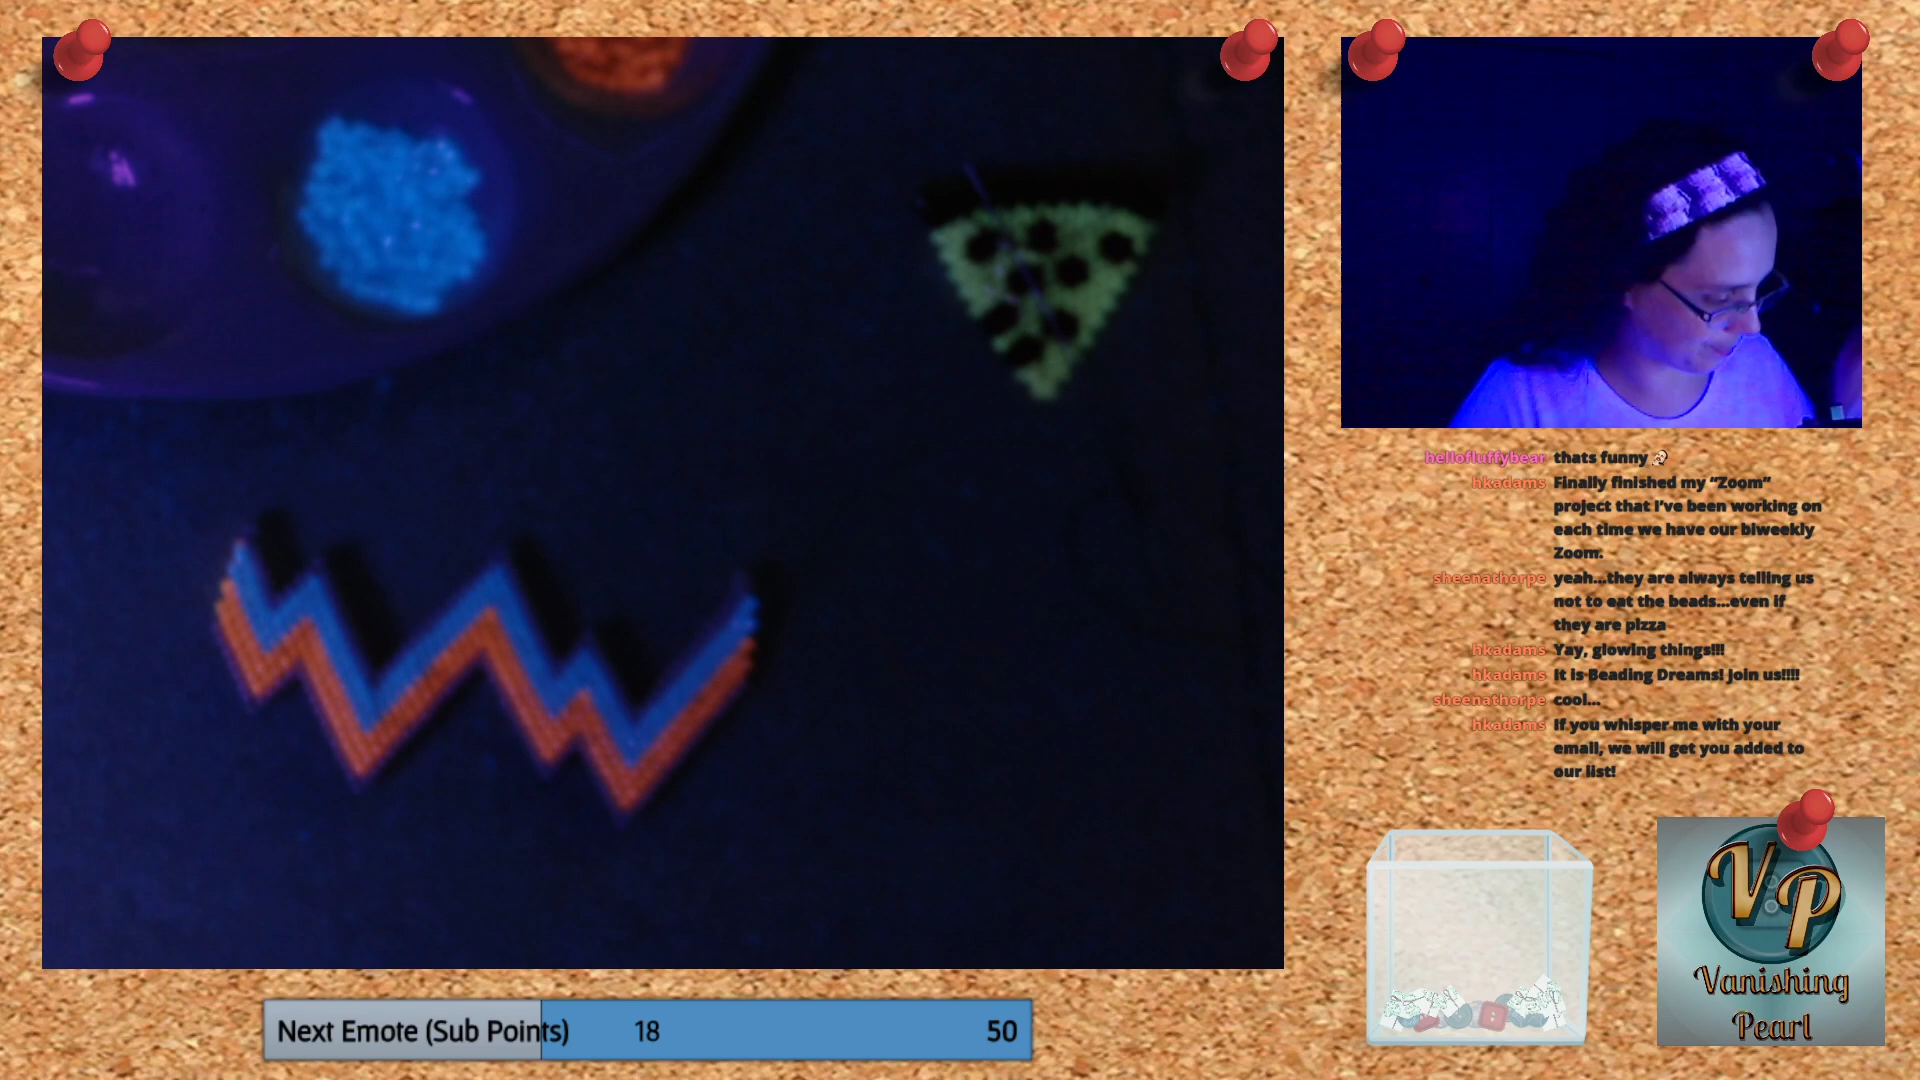 hellofluffybear thats funny
hkadams Finally finished my “Zoom”
project that I've been working on
each time we have our biweekly
Zoom.
sheenathorpe yeah...they are always telling us
not to eat the beads...even if
they are pizza
hkadams Yay, glowing things!!!
hkadams It is Beading Dreams! Join us!!!!
sheenathorpe cool...
hkadams If you whisper me with your
email, we will get you added to
our list!
VP
Vanishing
Pearl
Next Emote (Sub Points) 18 50